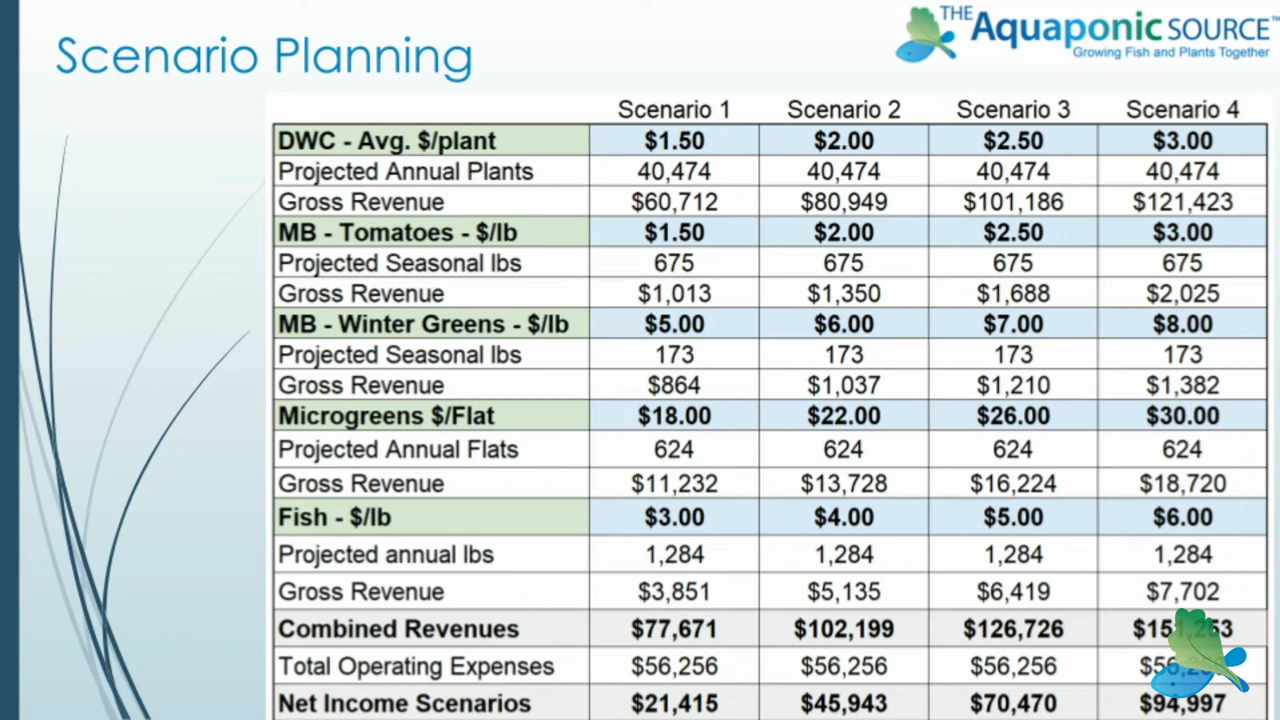 Scenario Planning
THE
Aquaponic SOURCE™
Growing Fish and Plants Together
Scenario 1 Scenario 2 Scenario 3 Scenario 4
DWC - Avg. $/plant $1.50 $2.00 $2.50 $3.00
Projected Annual Plants 40,474 40,474 40,474 40,474
Gross Revenue $60,712 $80,949 $101,186 $121,423
MB - Tomatoes - $/lb $1.50 $2.00 $2.50 $3.00
Projected Seasonal lbs 675 675 675 675
Gross Revenue $1,013 $1,350 $1,688 $2,025
MB - Winter Greens - $/lb $5.00 $6.00 $7.00 $8.00
Projected Seasonal lbs 173 173 173 173
Gross Revenue $864 $1,037 $1,210 $1,382
Microgreens $/Flat $18.00 $22.00 $26.00 $30.00
Projected Annual Flats 624 624 624 624
Gross Revenue $11,232 $13,728 $16,224 $18,720
Fish - $/lb $3.00 $4.00 $5.00 $6.00
Projected annual lbs 1,284 1,284 1,284 1,284
Gross Revenue $3,851 $5,135 $6,419 $7,702
Combined Revenues $77,671 $102,199 $126,726
Total Operating Expenses $56,256 $56,256 $56,256
Net Income Scenarios $21,415 $45,943 $70,470 $94,997